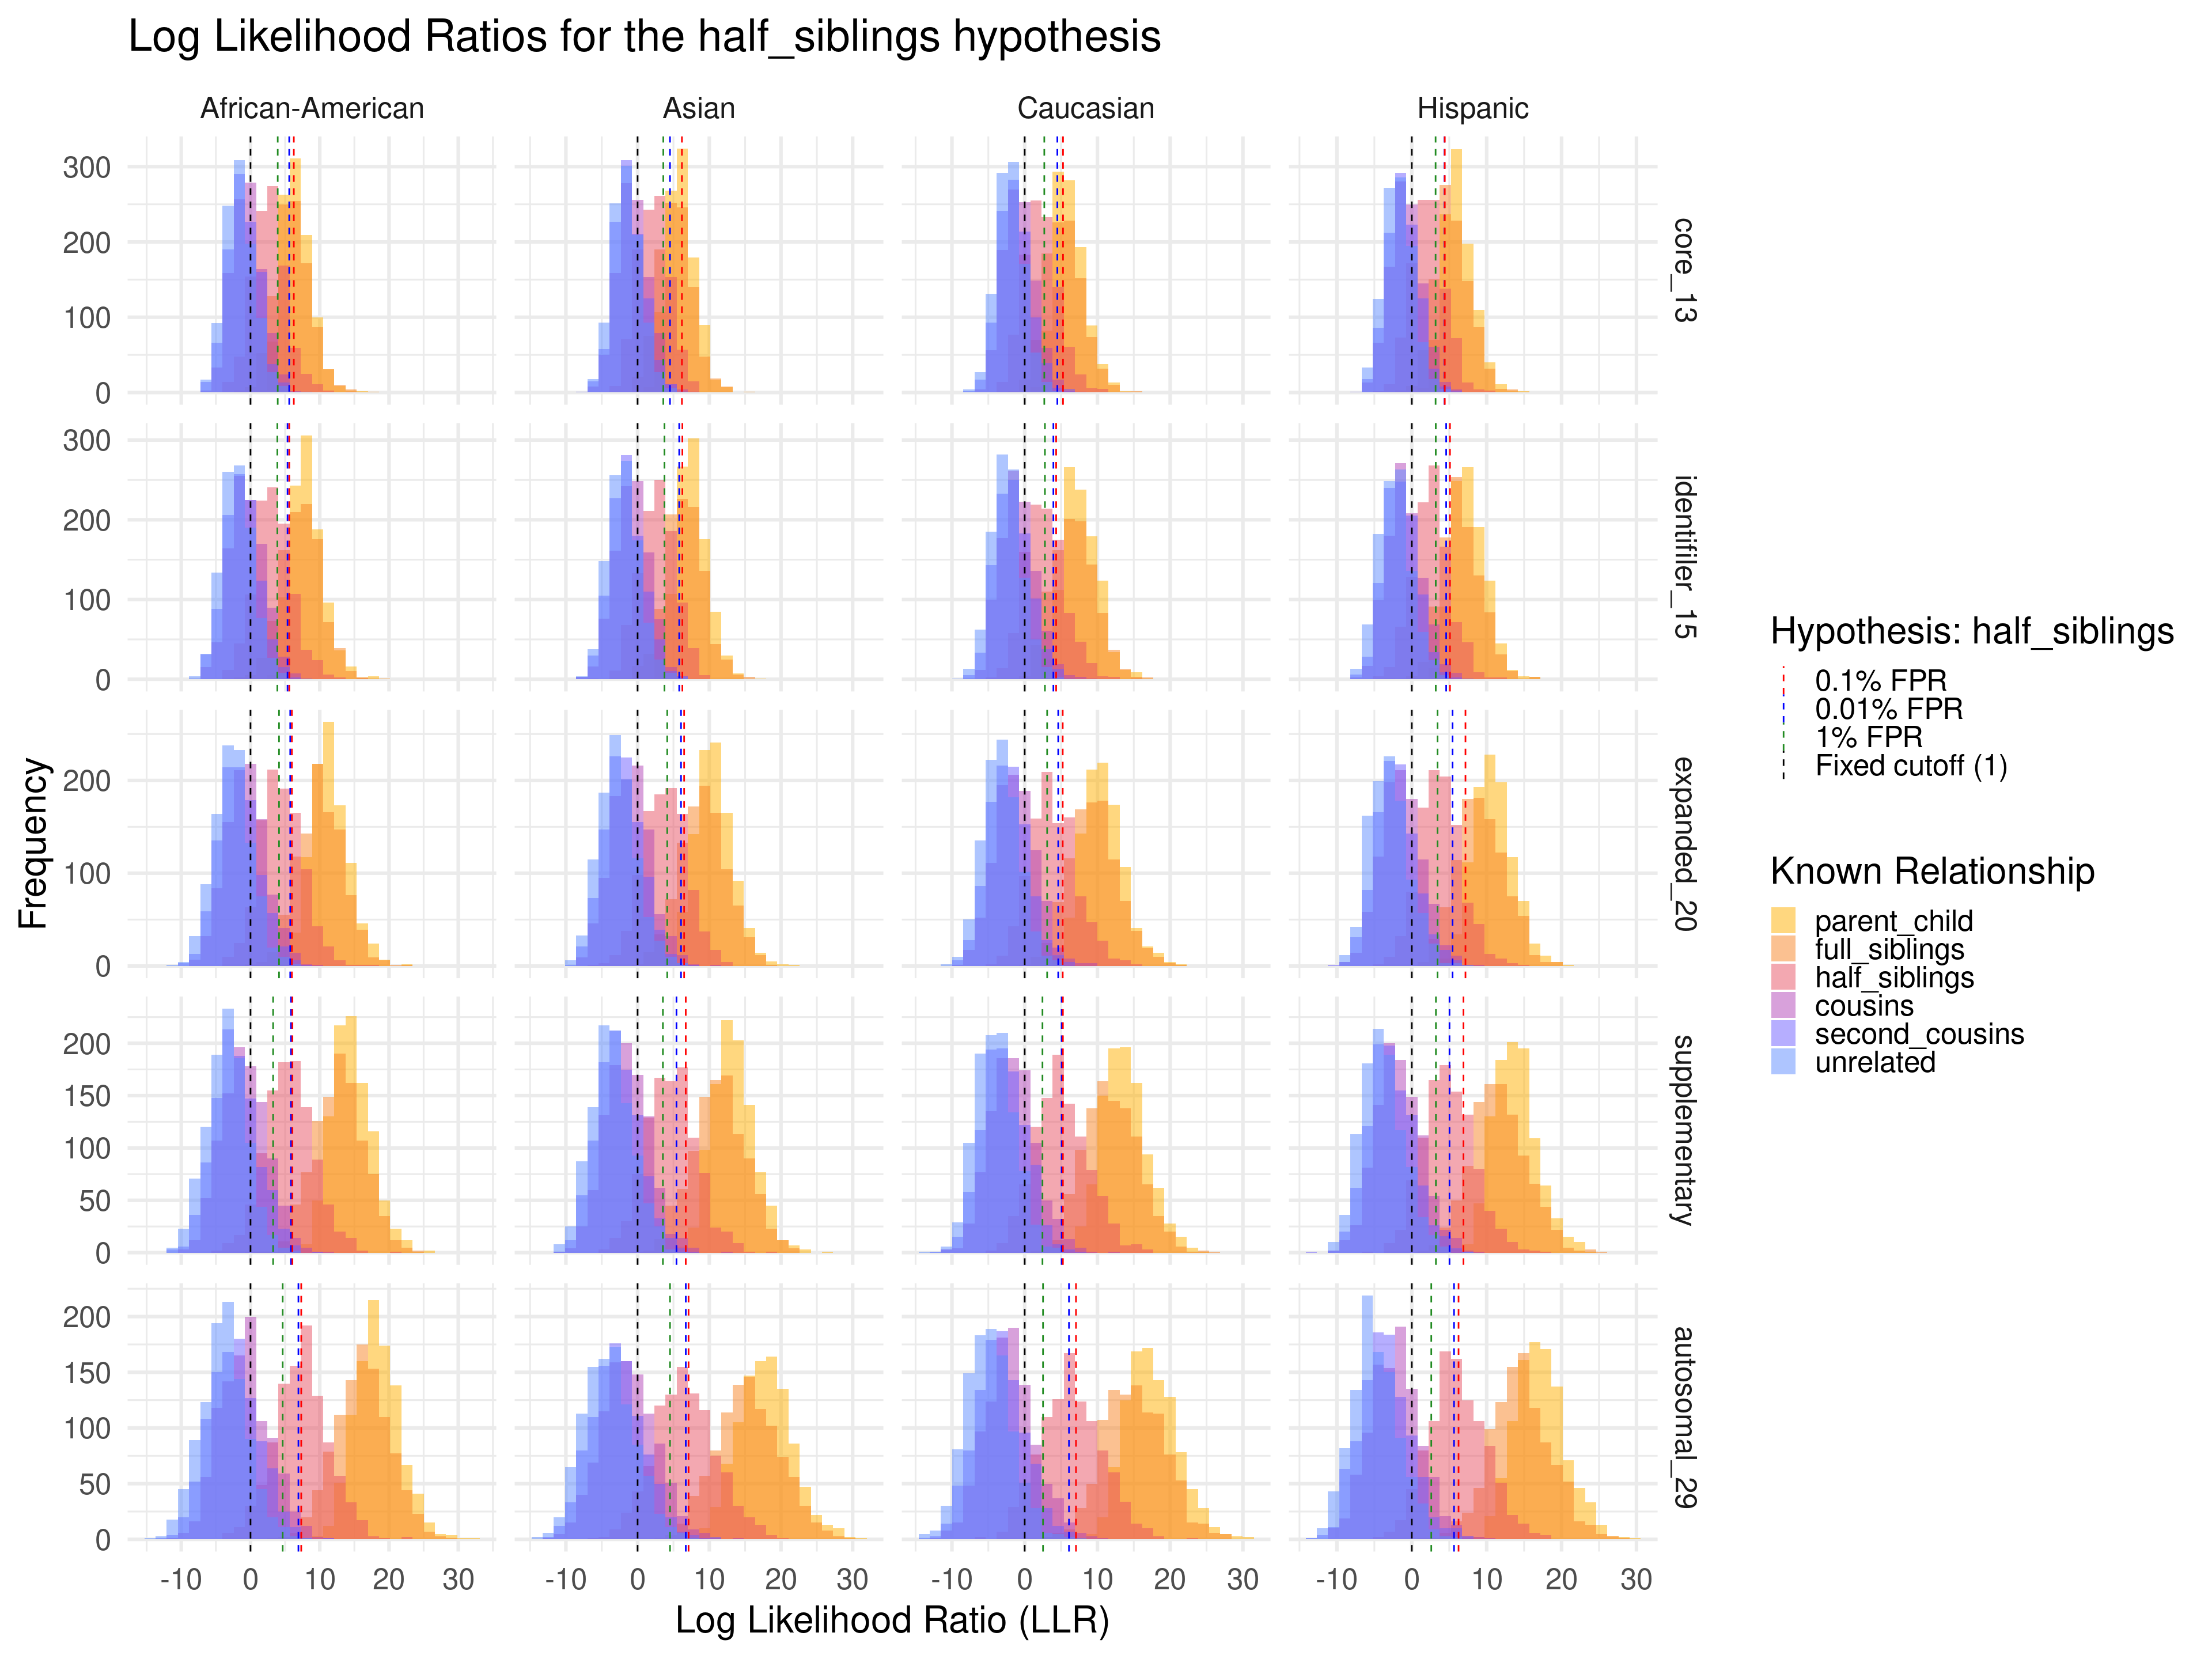 Log Likelihood Ratios for the half_siblings hypothesis
African-American Asian Caucasian Hispanic
300
200
100
0
core_13
300
200
100
0
identifiler_15
200
100
0
expanded_20
200
150
100
50
0
supplementary
200
150
100
50
0
autosomal_29
-10 0 10 20 30 -10 0 10 20 30 -10 0 10 20 30 -10 0 10 20 30
Frequency
Log Likelihood Ratio (LLR)
Hypothesis: half_siblings
0.1% FPR
0.01% FPR
1% FPR
Fixed cutoff (1)
Known Relationship
parent_child
full_siblings
half_siblings
cousins
second_cousins
unrelated